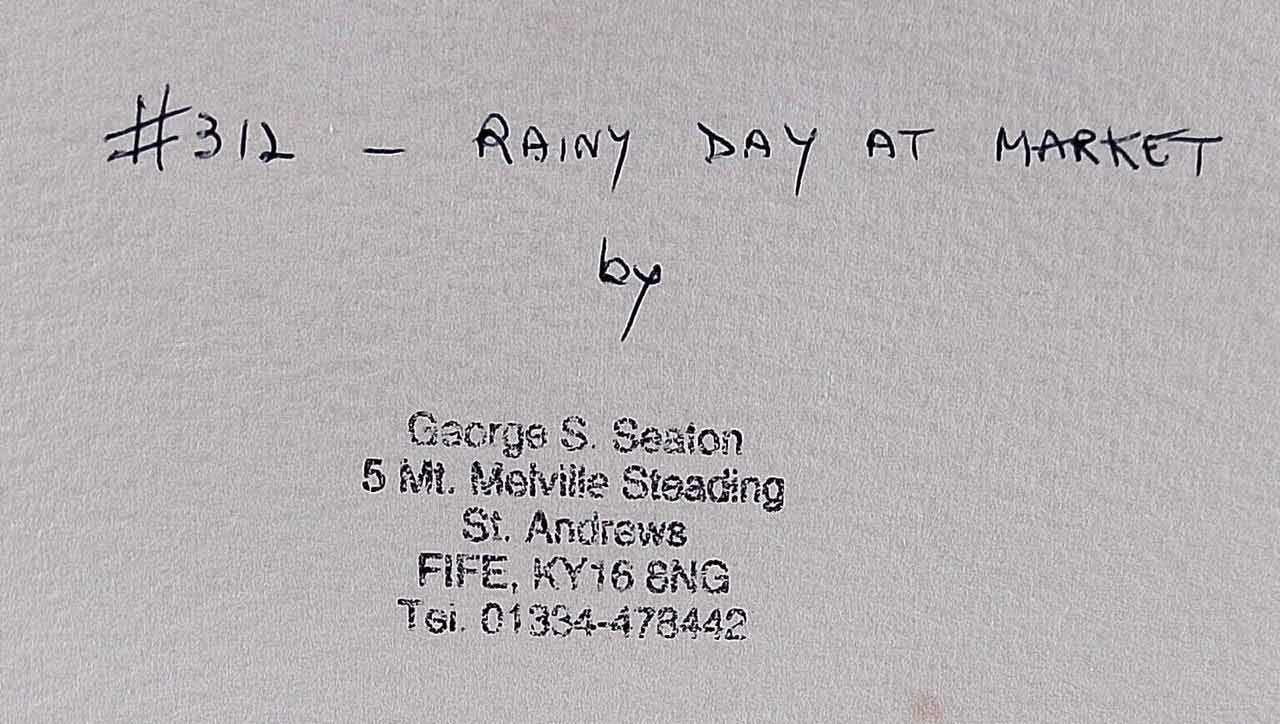 #312 – RAINY DAY AT MARKET
by
George S. Seaton
5 Mt. Melville Steading
St. Andrews
FIFE, KY16 8NG
Tel. 01334-478442